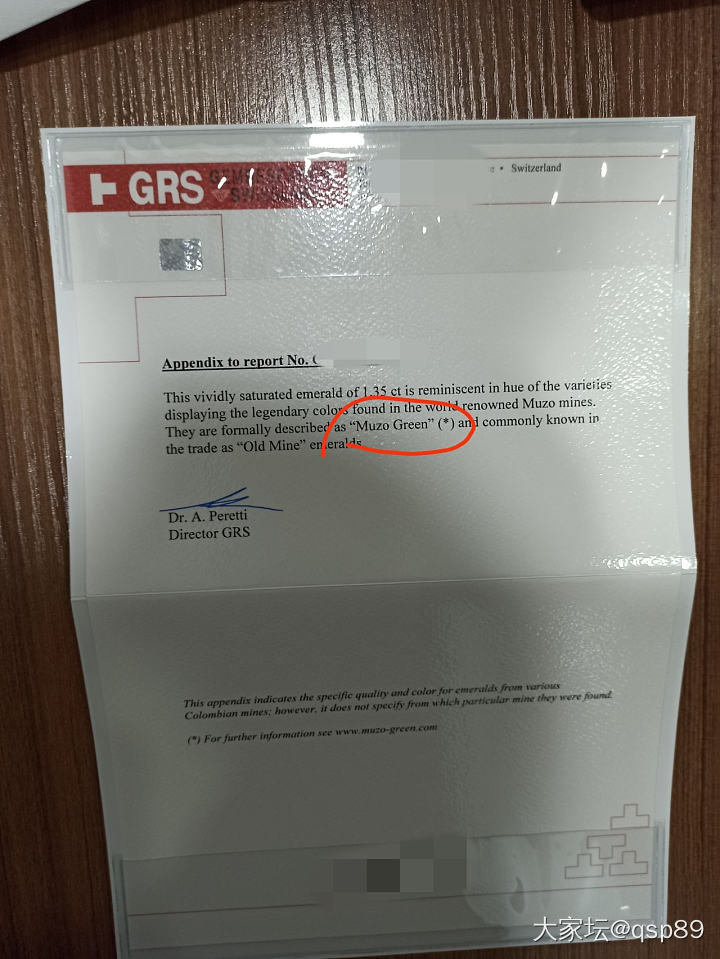 GRS
• Switzerland
Appendix to report No.
This vividly saturated emerald of 1.35 ct is reminiscent in hue of the varieties
displaying the legendary colors found in the world renowned Muzo mines.
They are formally described as “Muzo Green” (*) and commonly known in
the trade as “Old Mine” emeralds.
Dr. A. Peretti
Director GRS
This appendix indicates the specific quality and color for emeralds from various
Colombian mines; however, it does not specify from which particular mine they were found.
(*) For further information see www.muzo-green.com
大家坛@qsp89